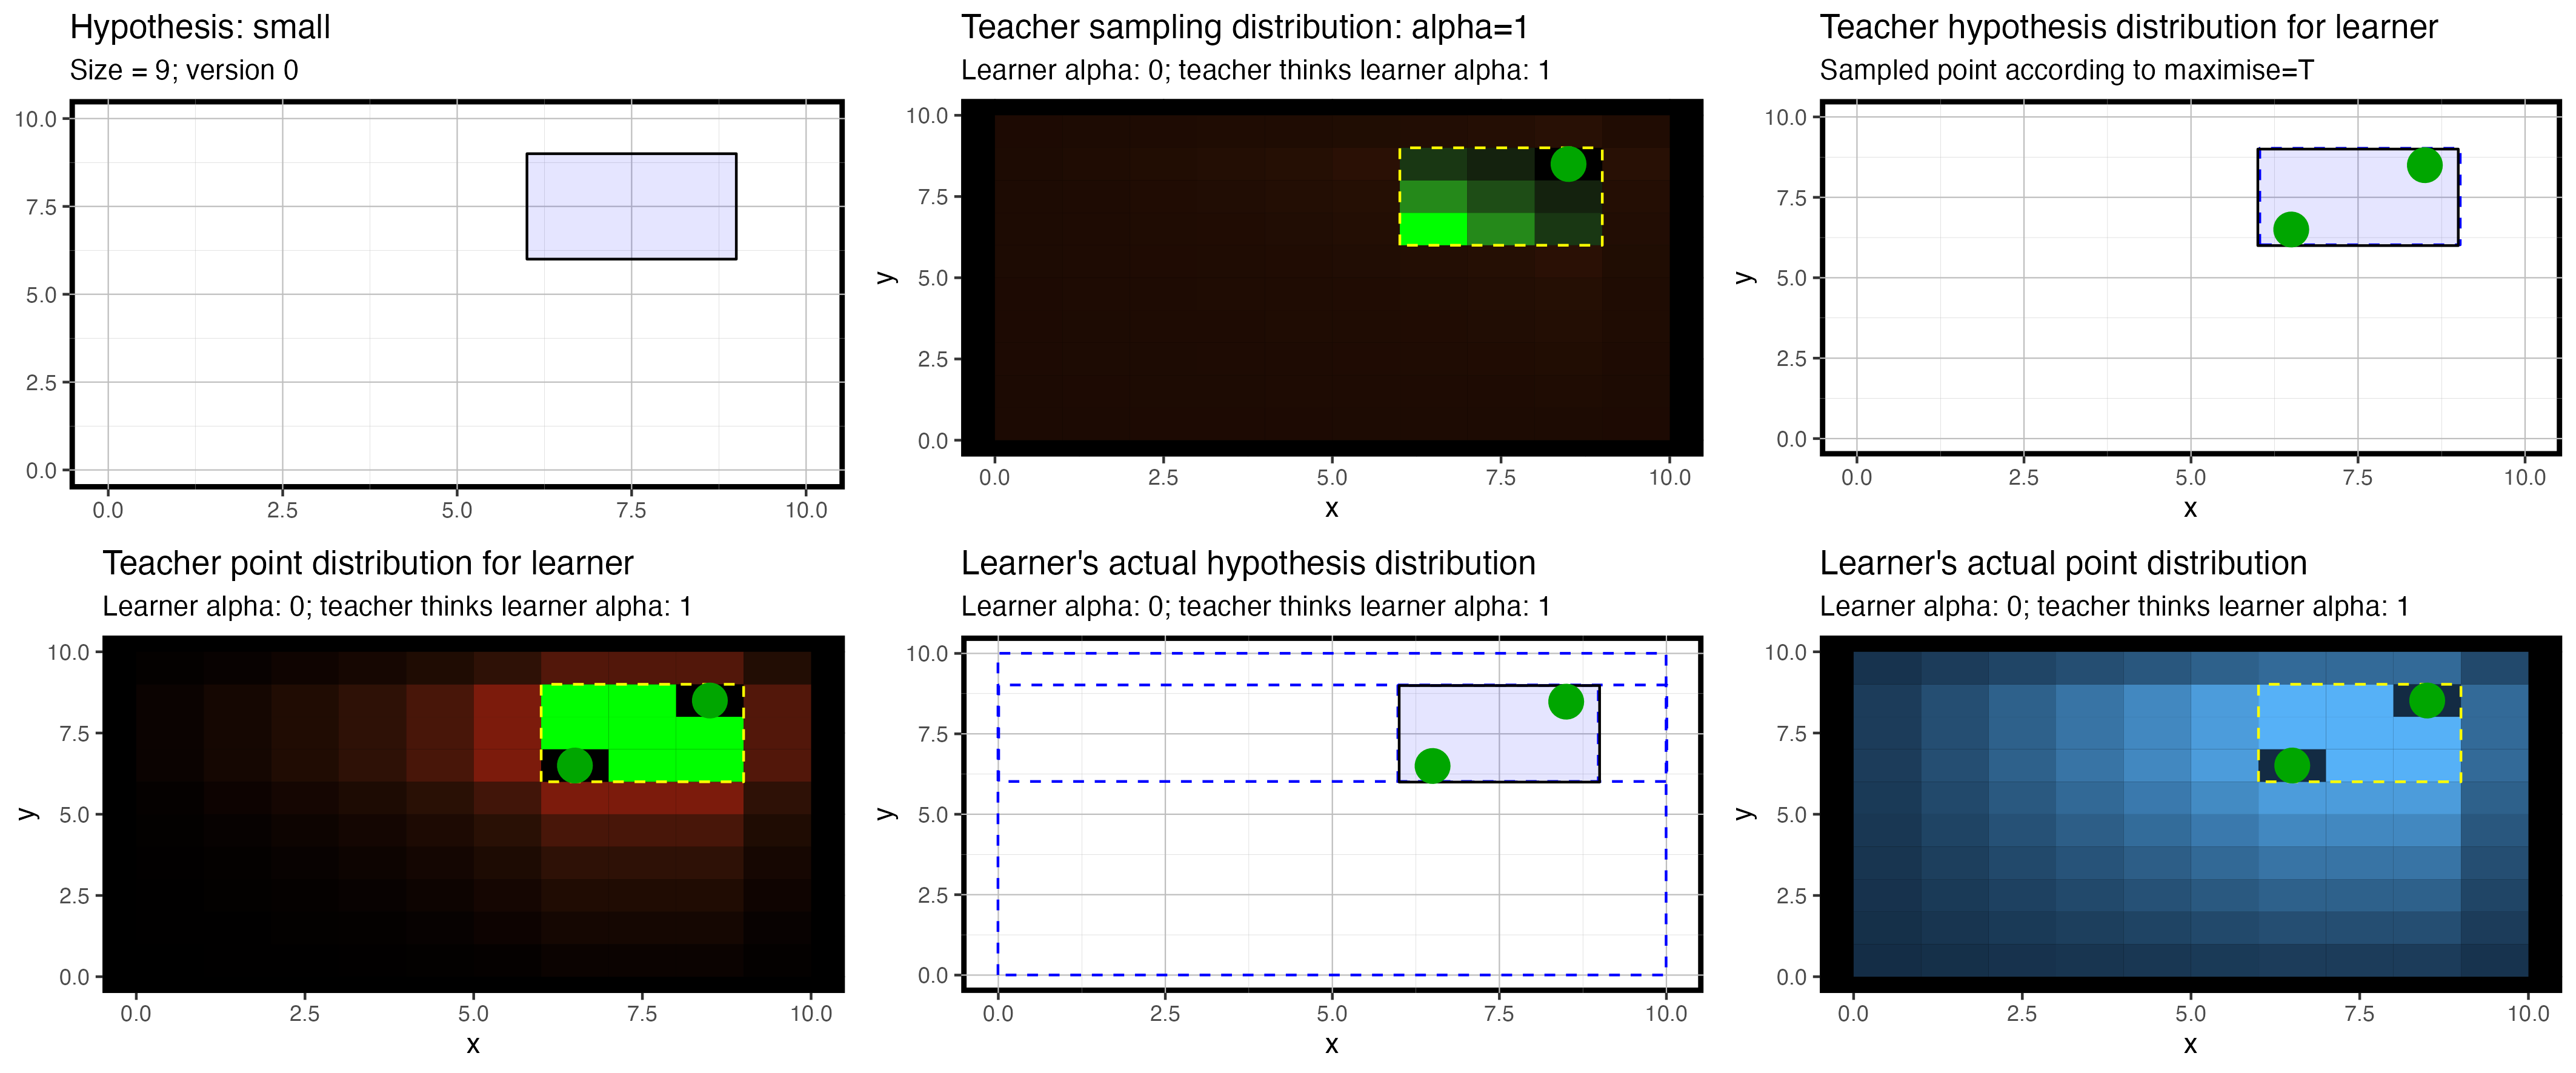 Hypothesis: small
Size = 9; version 0
10.0
7.5
5.0
2.5
0.0
0.0 2.5 5.0 7.5 10.0
Teacher sampling distribution: alpha=1
Learner alpha: 0; teacher thinks learner alpha: 1
y
10.0
7.5
5.0
2.5
0.0
0.0 2.5 5.0 7.5 10.0
x
Teacher hypothesis distribution for learner
Sampled point according to maximise=T
y
10.0
7.5
5.0
2.5
0.0
0.0 2.5 5.0 7.5 10.0
x
Teacher point distribution for learner
Learner alpha: 0; teacher thinks learner alpha: 1
y
10.0
7.5
5.0
2.5
0.0
0.0 2.5 5.0 7.5 10.0
x
Learner's actual hypothesis distribution
Learner alpha: 0; teacher thinks learner alpha: 1
y
10.0
7.5
5.0
2.5
0.0
0.0 2.5 5.0 7.5 10.0
x
Learner's actual point distribution
Learner alpha: 0; teacher thinks learner alpha: 1
y
10.0
7.5
5.0
2.5
0.0
0.0 2.5 5.0 7.5 10.0
x